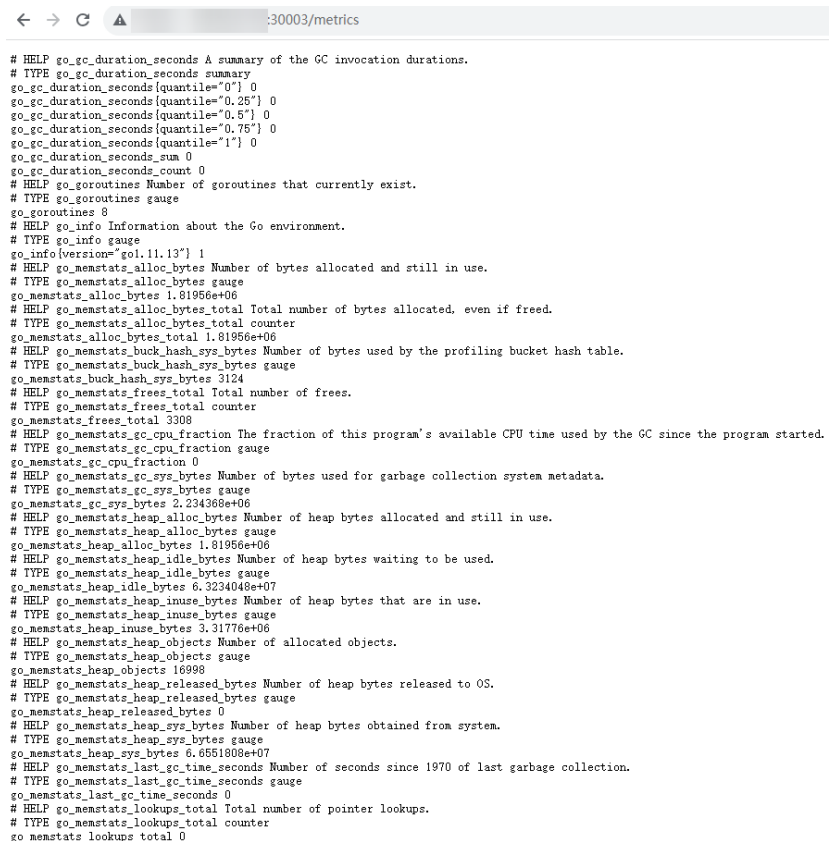 :30003/metrics
# HELP go_gc_duration_seconds A summary of the GC invocation durations.
# TYPE go_gc_duration_seconds summary
go_gc_duration_seconds{quantile="0"} 0
go_gc_duration_seconds{quantile="0.25"} 0
go_gc_duration_seconds{quantile="0.5"} 0
go_gc_duration_seconds{quantile="0.75"} 0
go_gc_duration_seconds{quantile="1"} 0
go_gc_duration_seconds_sum 0
go_gc_duration_seconds_count 0
# HELP go_goroutines Number of goroutines that currently exist.
# TYPE go_goroutines gauge
go_goroutines 8
# HELP go_info Information about the Go environment.
# TYPE go_info gauge
go_info{version="go1.11.13"} 1
# HELP go_memstats_alloc_bytes Number of bytes allocated and still in use.
# TYPE go_memstats_alloc_bytes gauge
go_memstats_alloc_bytes 1.81956e+06
# HELP go_memstats_alloc_bytes_total Total number of bytes allocated, even if freed.
# TYPE go_memstats_alloc_bytes_total counter
go_memstats_alloc_bytes_total 1.81956e+06
# HELP go_memstats_buck_hash_sys_bytes Number of bytes used by the profiling bucket hash table.
# TYPE go_memstats_buck_hash_sys_bytes gauge
go_memstats_buck_hash_sys_bytes 3124
# HELP go_memstats_frees_total Total number of frees.
# TYPE go_memstats_frees_total counter
go_memstats_frees_total 3308
# HELP go_memstats_gc_cpu_fraction The fraction of this program's available CPU time used by the GC since the program started.
# TYPE go_memstats_gc_cpu_fraction gauge
go_memstats_gc_cpu_fraction 0
# HELP go_memstats_gc_sys_bytes Number of bytes used for garbage collection system metadata.
# TYPE go_memstats_gc_sys_bytes gauge
go_memstats_gc_sys_bytes 2.234368e+06
# HELP go_memstats_heap_alloc_bytes Number of heap bytes allocated and still in use.
# TYPE go_memstats_heap_alloc_bytes gauge
go_memstats_heap_alloc_bytes 1.81956e+06
# HELP go_memstats_heap_idle_bytes Number of heap bytes waiting to be used.
# TYPE go_memstats_heap_idle_bytes gauge
go_memstats_heap_idle_bytes 6.3234048e+07
# HELP go_memstats_heap_inuse_bytes Number of heap bytes that are in use.
# TYPE go_memstats_heap_inuse_bytes gauge
go_memstats_heap_inuse_bytes 3.31776e+06
# HELP go_memstats_heap_objects Number of allocated objects.
# TYPE go_memstats_heap_objects gauge
go_memstats_heap_objects 16998
# HELP go_memstats_heap_released_bytes Number of heap bytes released to OS.
# TYPE go_memstats_heap_released_bytes gauge
go_memstats_heap_released_bytes 0
# HELP go_memstats_heap_sys_bytes Number of heap bytes obtained from system.
# TYPE go_memstats_heap_sys_bytes gauge
go_memstats_heap_sys_bytes 6.6551808e+07
# HELP go_memstats_last_gc_time_seconds Number of seconds since 1970 of last garbage collection.
# TYPE go_memstats_last_gc_time_seconds gauge
go_memstats_last_gc_time_seconds 0
# HELP go_memstats_lookups_total Total number of pointer lookups.
# TYPE go_memstats_lookups_total counter
go_memstats_lookups_total 0